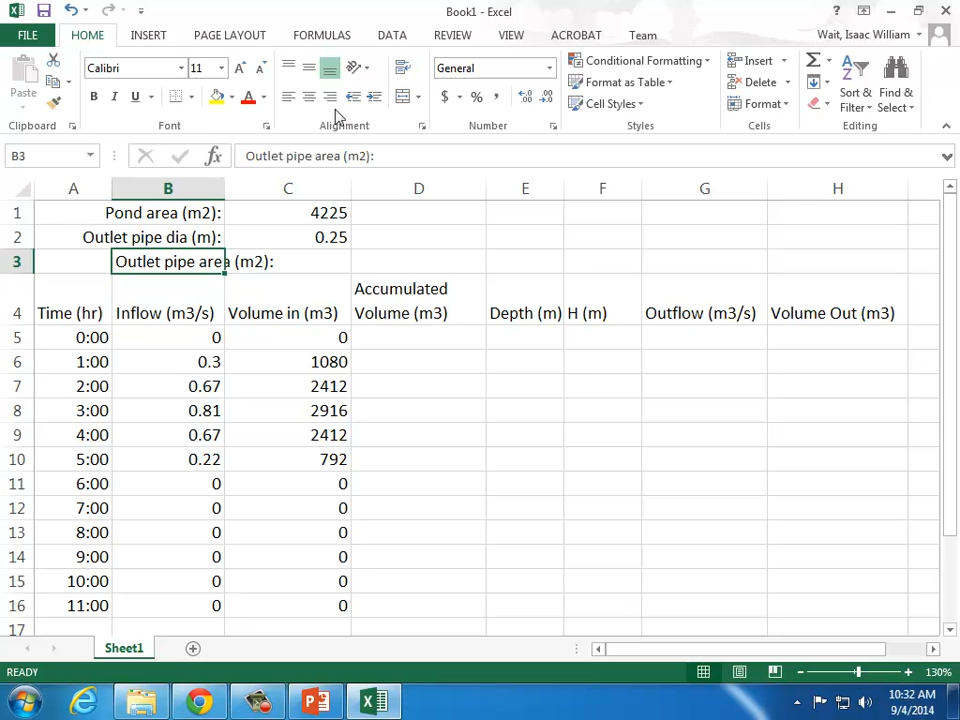 Book1 - Excel
?
FILE HOME INSERT PAGE LAYOUT FORMULAS DATA REVIEW VIEW ACROBAT Team Wait, Isaac William
Paste
Calibri 11
B I U
A A
General
$ % ,
Conditional Formatting
Format as Table
Cell Styles
Insert
Delete
Format
Sort &
Filter
Find &
Select
Clipboard Font Alignment Number Styles Cells Editing
B3 fx Outlet pipe area (m2):
A B C D E F G H
1 Pond area (m2): 4225
2 Outlet pipe dia (m): 0.25
3 Outlet pipe area (m2):
Accumulated
4 Time (hr) Inflow (m3/s) Volume in (m3) Volume (m3) Depth (m) H (m) Outflow (m3/s) Volume Out (m3)
5 0:00 0 0
6 1:00 0.3 1080
7 2:00 0.67 2412
8 3:00 0.81 2916
9 4:00 0.67 2412
10 5:00 0.22 792
11 6:00 0 0
12 7:00 0 0
13 8:00 0 0
14 9:00 0 0
15 10:00 0 0
16 11:00 0 0
17
Sheet1
READY 130%
10:32 AM
9/4/2014